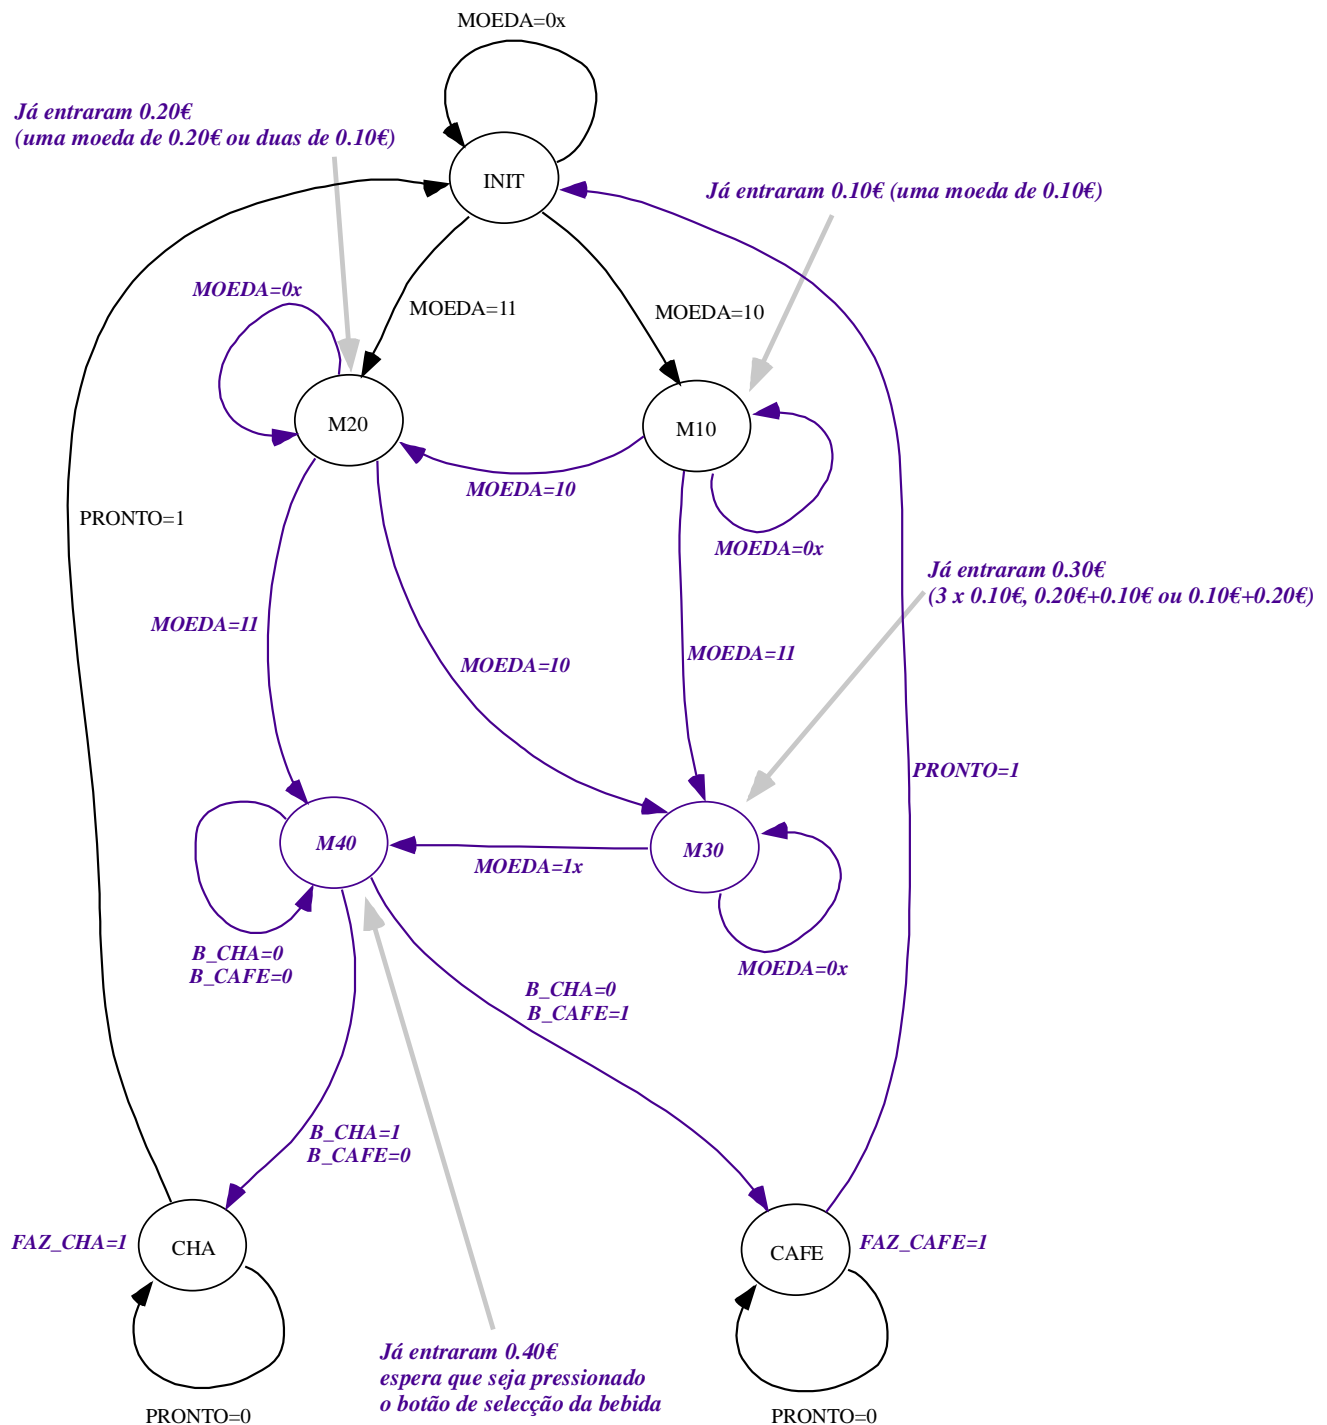 MOEDA=0x
Já entraram 0.20€
(uma moeda de 0.20€ ou duas de 0.10€)
INIT
Já entraram 0.10€ (uma moeda de 0.10€)
MOEDA=0x
MOEDA=11
MOEDA=10
M20
M10
MOEDA=10
PRONTO=1
MOEDA=0x
Já entraram 0.30€
(3 x 0.10€, 0.20€+0.10€ ou 0.10€+0.20€)
MOEDA=11
MOEDA=10
MOEDA=11
PRONTO=1
M40
M30
MOEDA=1x
B_CHA=0
B_CAFE=0
MOEDA=0x
B_CHA=0
B_CAFE=1
B_CHA=1
B_CAFE=0
FAZ_CHA=1
CHA
CAFE
FAZ_CAFE=1
Já entraram 0.40€
espera que seja pressionado
o botão de selecção da bebida
PRONTO=0
PRONTO=0